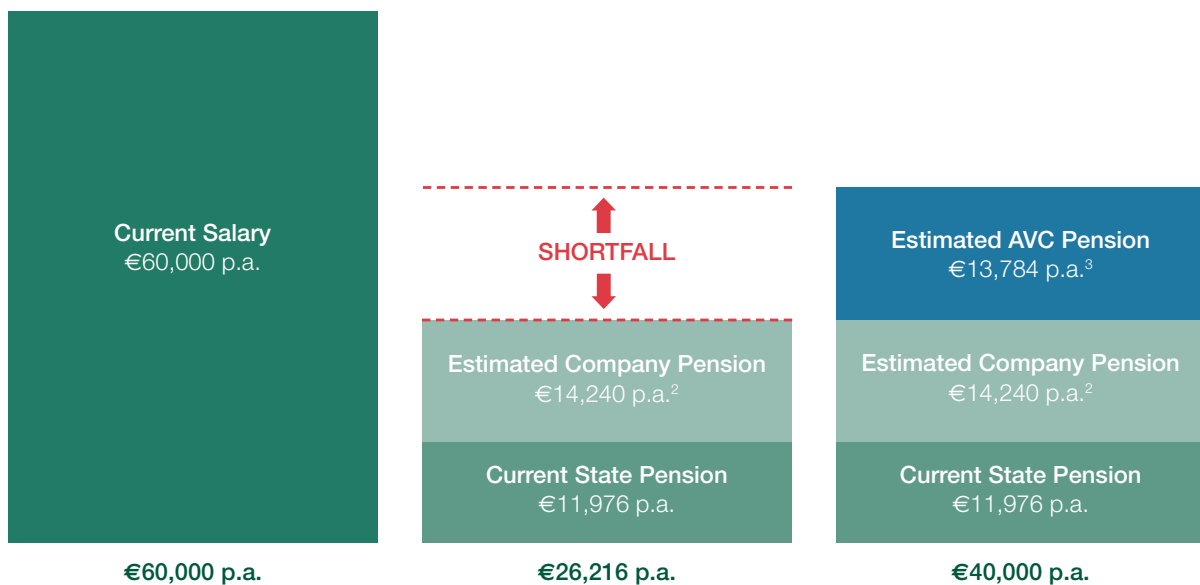 Current Salary
€60,000 p.a.
€60,000 p.a.
SHORTFALL
Estimated Company Pension
€14,240 p.a.²
Current State Pension
€11,976 p.a.
€26,216 p.a.
Estimated AVC Pension
€13,784 p.a.³
Estimated Company Pension
€14,240 p.a.²
Current State Pension
€11,976 p.a.
€40,000 p.a.